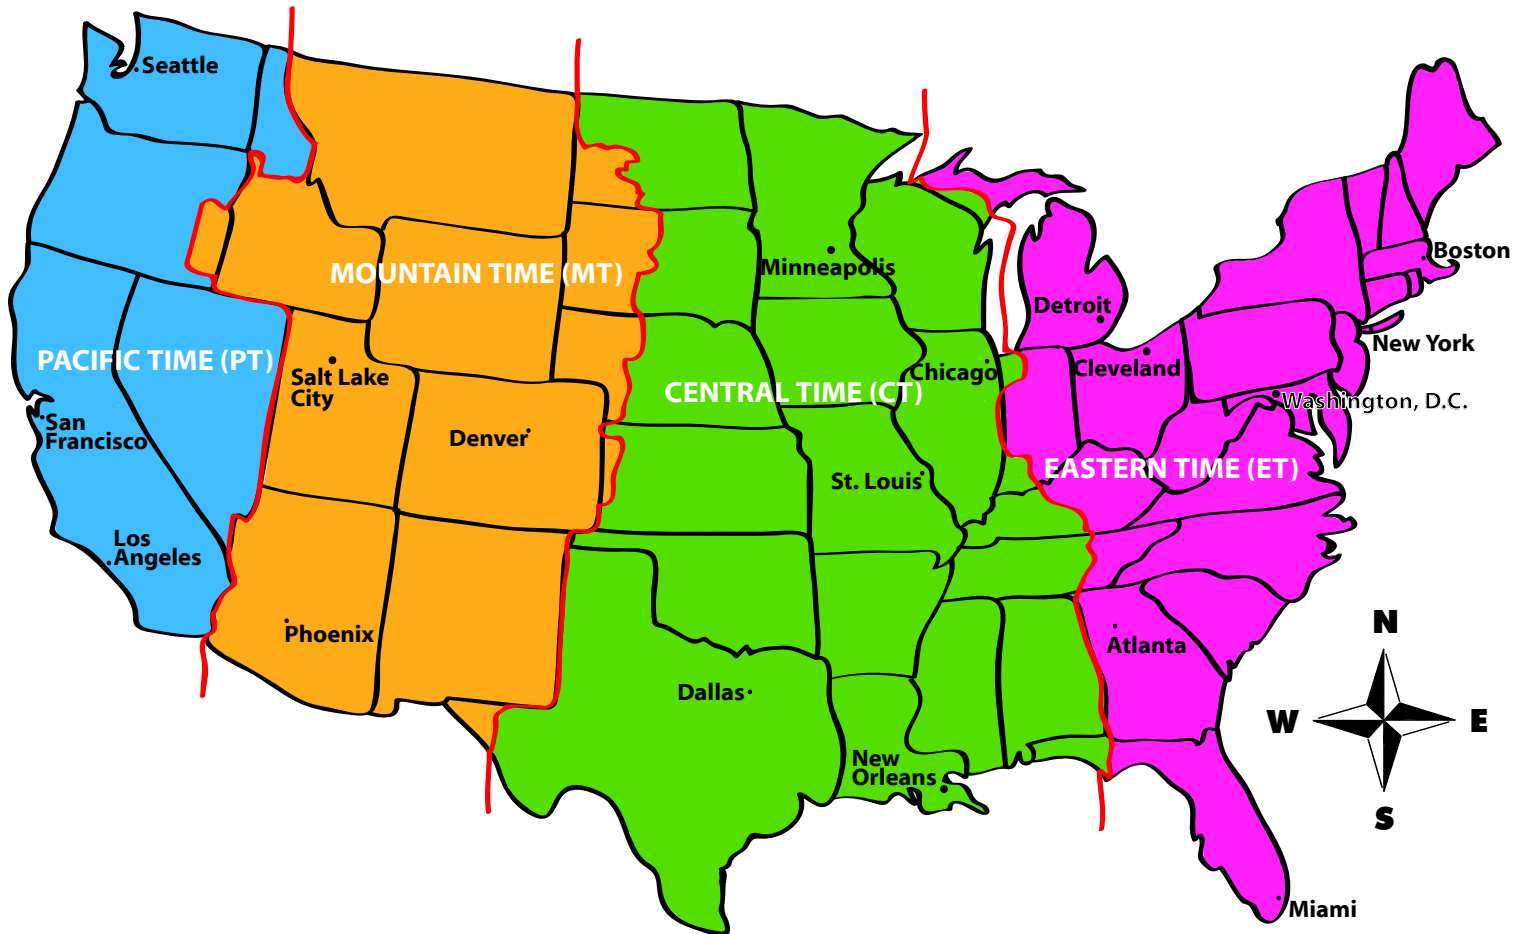 Seattle
Boston
Minneapolis
MOUNTAIN TIME (MT)
Detroit
New York
PACIFIC TIME (PT)
Salt Lake
City
Chicago
Cleveland
CENTRAL TIME (CT)
Washington, D.C.
San
Francisco
Denver
EASTERN TIME (ET)
St. Louis
Los
Angeles
Phoenix
Atlanta
N
W
E
S
Dallas
New
Orleans
Miami